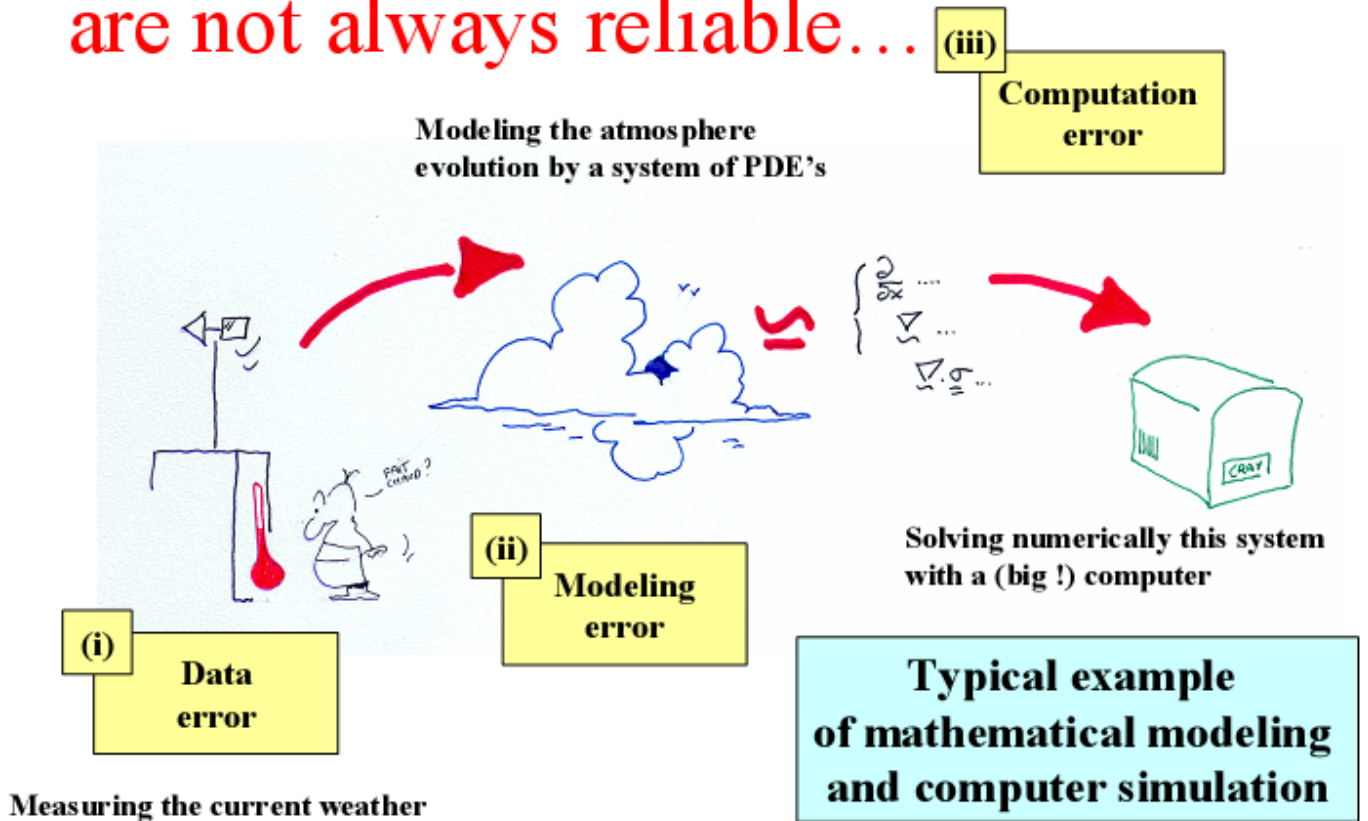 are not always reliable…
(iii)
Computation
error
Modeling the atmosphere
evolution by a system of PDE's
∂/∂x ....
∇ ...
∇.σ...
FAIT
CHAUD?
CRAY
(ii)
Modeling
error
Solving numerically this system
with a (big !) computer
(i)
Data
error
Typical example
of mathematical modeling
and computer simulation
Measuring the current weather